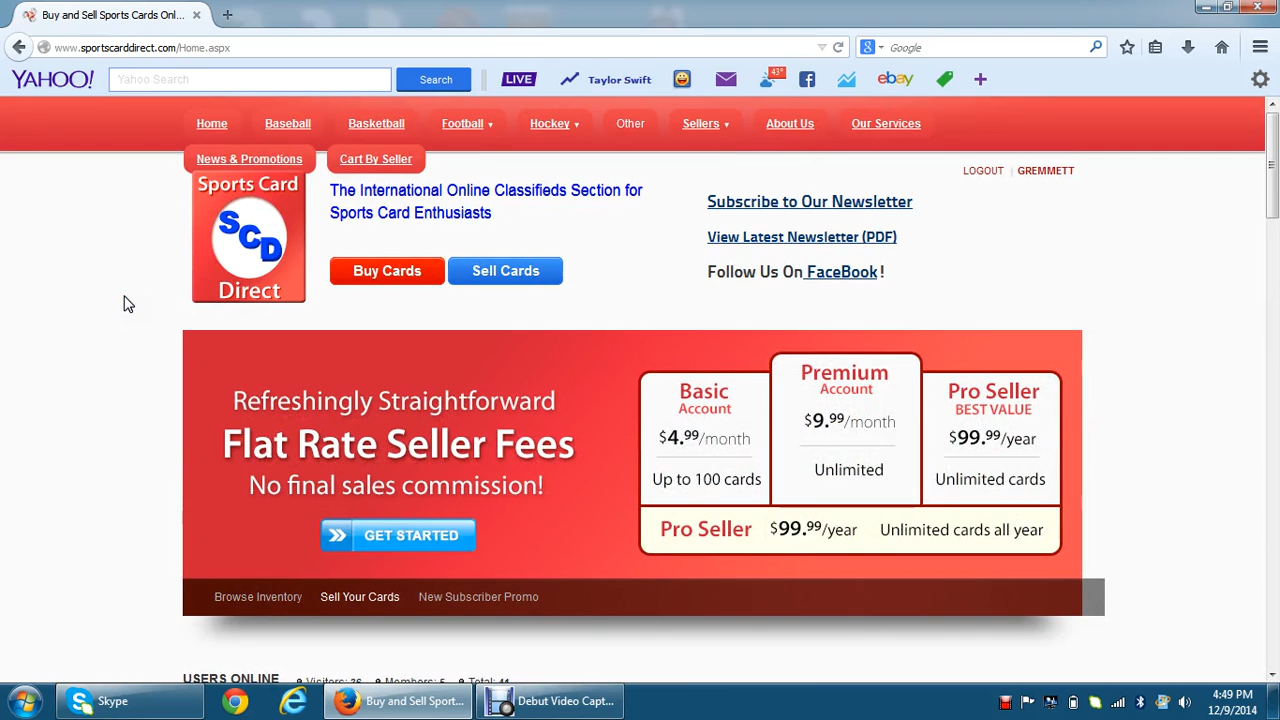 Buy and Sell Sports Cards Onl...
www.sportscarddirect.com/Home.aspx
Google
YAHOO!
Yahoo Search
Search
LIVE
Taylor Swift
43°
ebay
Home
Baseball
Basketball
Football
Hockey
Other
Sellers
About Us
Our Services
News & Promotions
Cart By Seller
LOGOUT | GREMMETT
Sports Card
SCD
Direct
The International Online Classifieds Section for
Sports Card Enthusiasts
Buy Cards
Sell Cards
Subscribe to Our Newsletter
View Latest Newsletter (PDF)
Follow Us On FaceBook !
Refreshingly Straightforward
Flat Rate Seller Fees
No final sales commission!
GET STARTED
Basic
Account
$4.99/month
Up to 100 cards
Premium
Account
$9.99/month
Unlimited
Pro Seller
BEST VALUE
$99.99/year
Unlimited cards
Pro Seller $99.99/year Unlimited cards all year
Browse Inventory
Sell Your Cards
New Subscriber Promo
USERS ONLINE
Visitors: 36
Members: 5
Total: 41
Skype
Buy and Sell Sport...
Debut Video Capt...
4:49 PM
12/9/2014